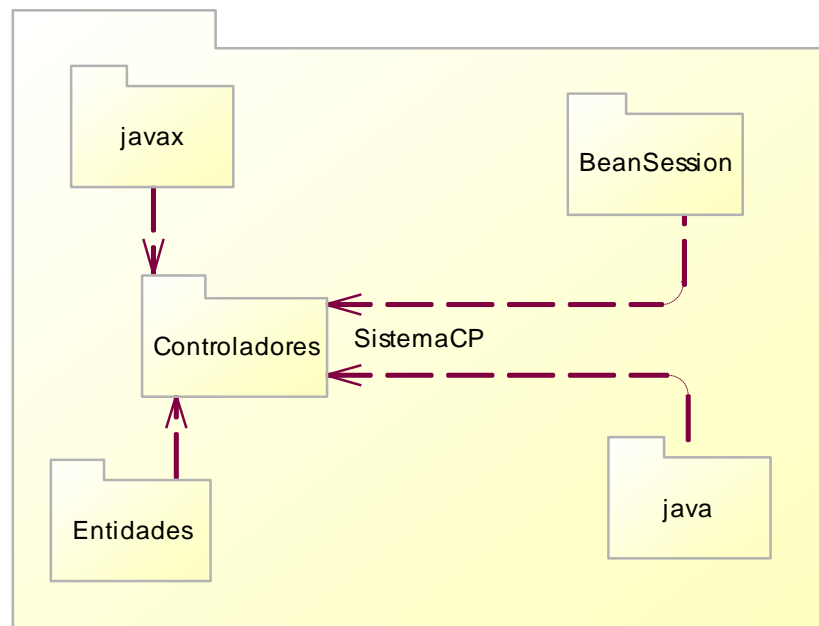 javax
BeanSession
SistemaCP
Controladores
java
Entidades